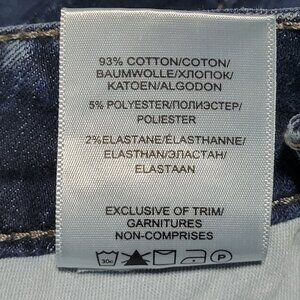 93% COTTON/COTON/
BAUMWOLLE/ХЛОПОК/
KATOEN/ALGODON
5% POLYESTER/ПОЛИЭСТЕР/
POLIESTER
2%ELASTANE/ÉLASTHANNE/
ELASTHAN/ЭЛАСТАН/
ELASTAAN
EXCLUSIVE OF TRIM/
GARNITURES
NON-COMPRISES
30c P